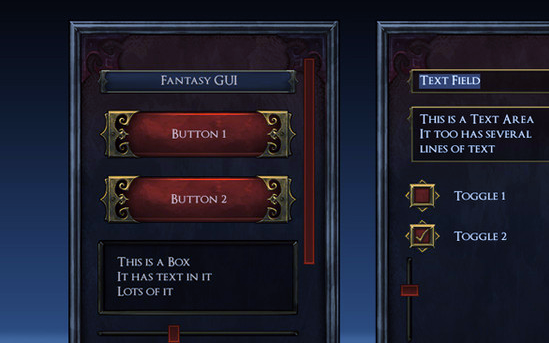 Fantasy GUI
Button 1
Button 2
This is a Box
It has text in it
Lots of it
Text Field
This is a Text Area
It too has several
lines of text
Toggle 1
Toggle 2